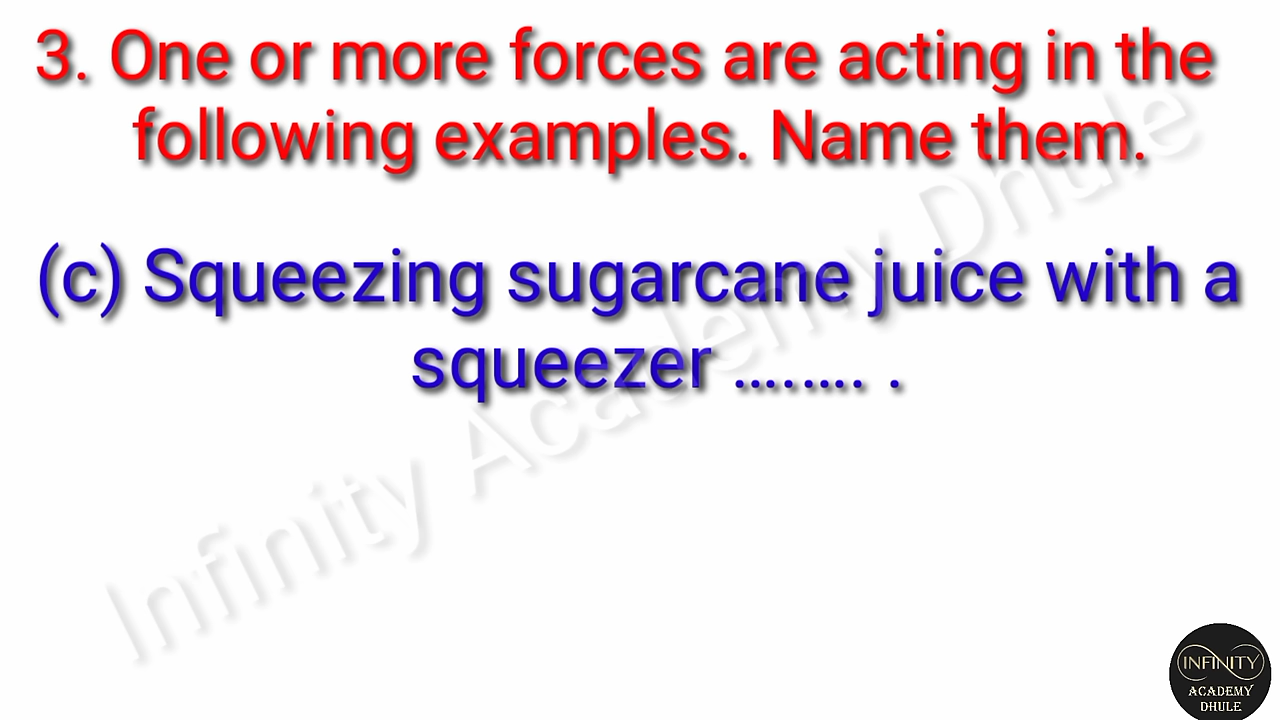 3. One or more forces are acting in the
following examples. Name them.
(c) Squeezing sugarcane juice with a
squeezer ........ .
Infinity Academy Dhule
INFINITY
ACADEMY
DHULE